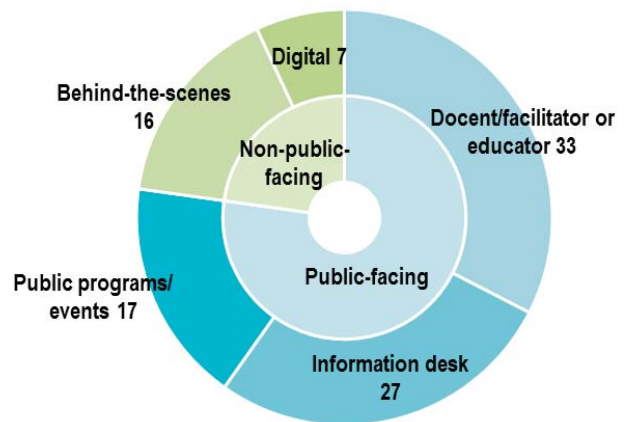 Digital 7
Behind-the-scenes
16
Docent/facilitator or
educator 33
Non-public-
facing
Public-facing
Public programs/
events 17
Information desk
27